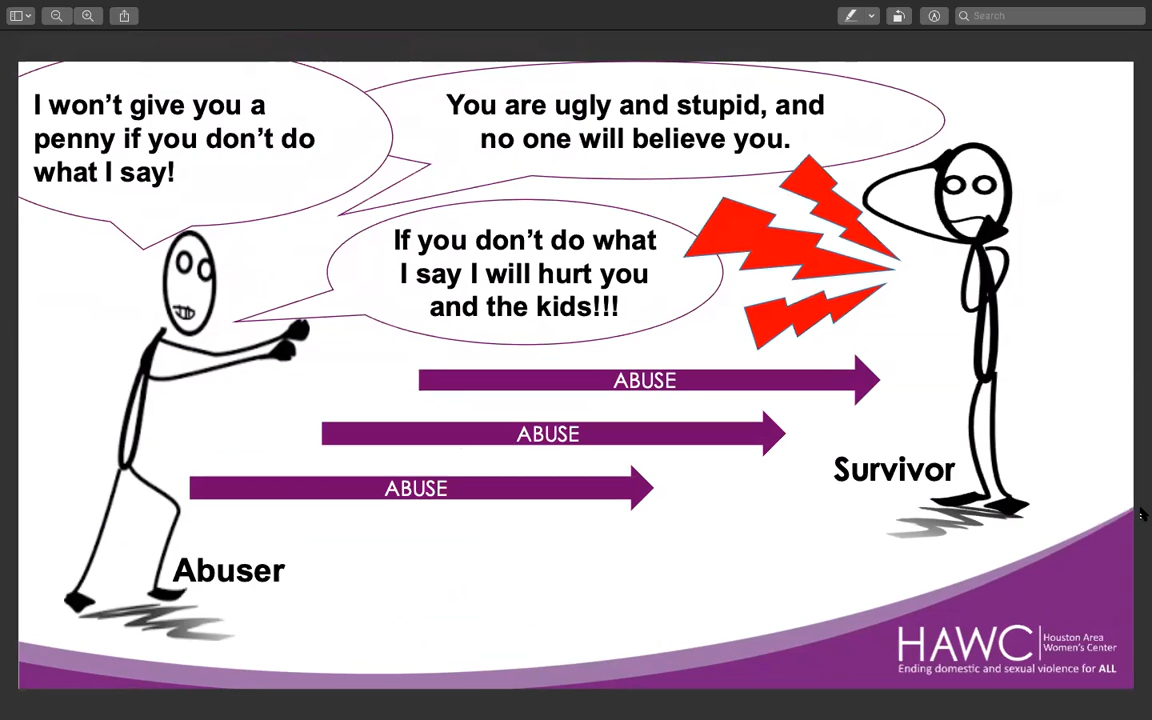 Search
I won't give you a
penny if you don't do
what I say!
You are ugly and stupid, and
no one will believe you.
If you don't do what
I say I will hurt you
and the kids!!!
ABUSE
ABUSE
ABUSE
Survivor
Abuser
HAWC
Houston Area
Women's Center
Ending domestic and sexual violence for ALL